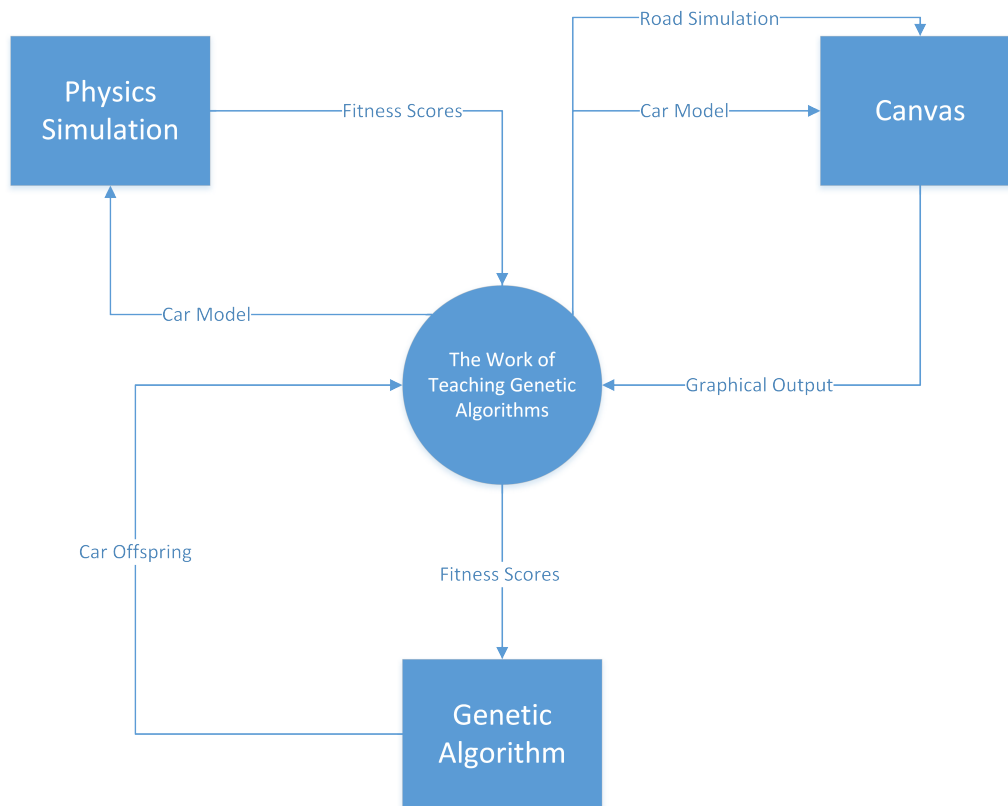 Road Simulation
Physics
Simulation
Fitness Scores
Car Model
Canvas
Car Model
The Work of
Teaching Genetic
Algorithms
Graphical Output
Car Offspring
Fitness Scores
Genetic
Algorithm